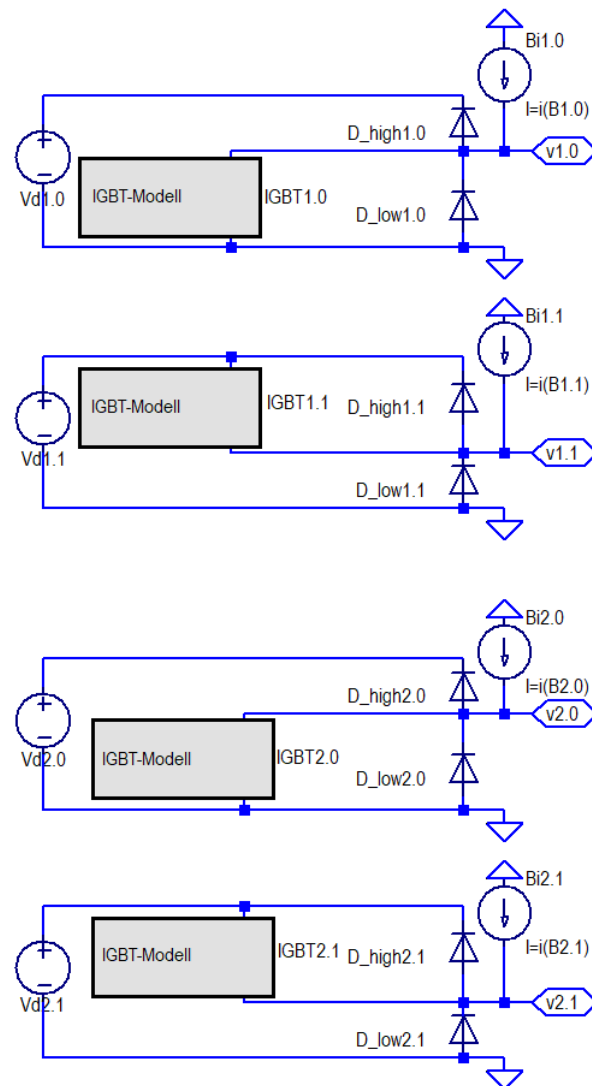 Bi1.0
I=i(B1.0)
D_high1.0
v1.0
Vd1.0
IGBT-Modell
IGBT1.0
D_low1.0
Bi1.1
I=i(B1.1)
IGBT-Modell
IGBT1.1
D_high1.1
Vd1.1
v1.1
D_low1.1
Bi2.0
I=i(B2.0)
D_high2.0
v2.0
Vd2.0
IGBT-Modell
IGBT2.0
D_low2.0
Bi2.1
I=i(B2.1)
IGBT-Modell
IGBT2.1
D_high2.1
Vd2.1
v2.1
D_low2.1